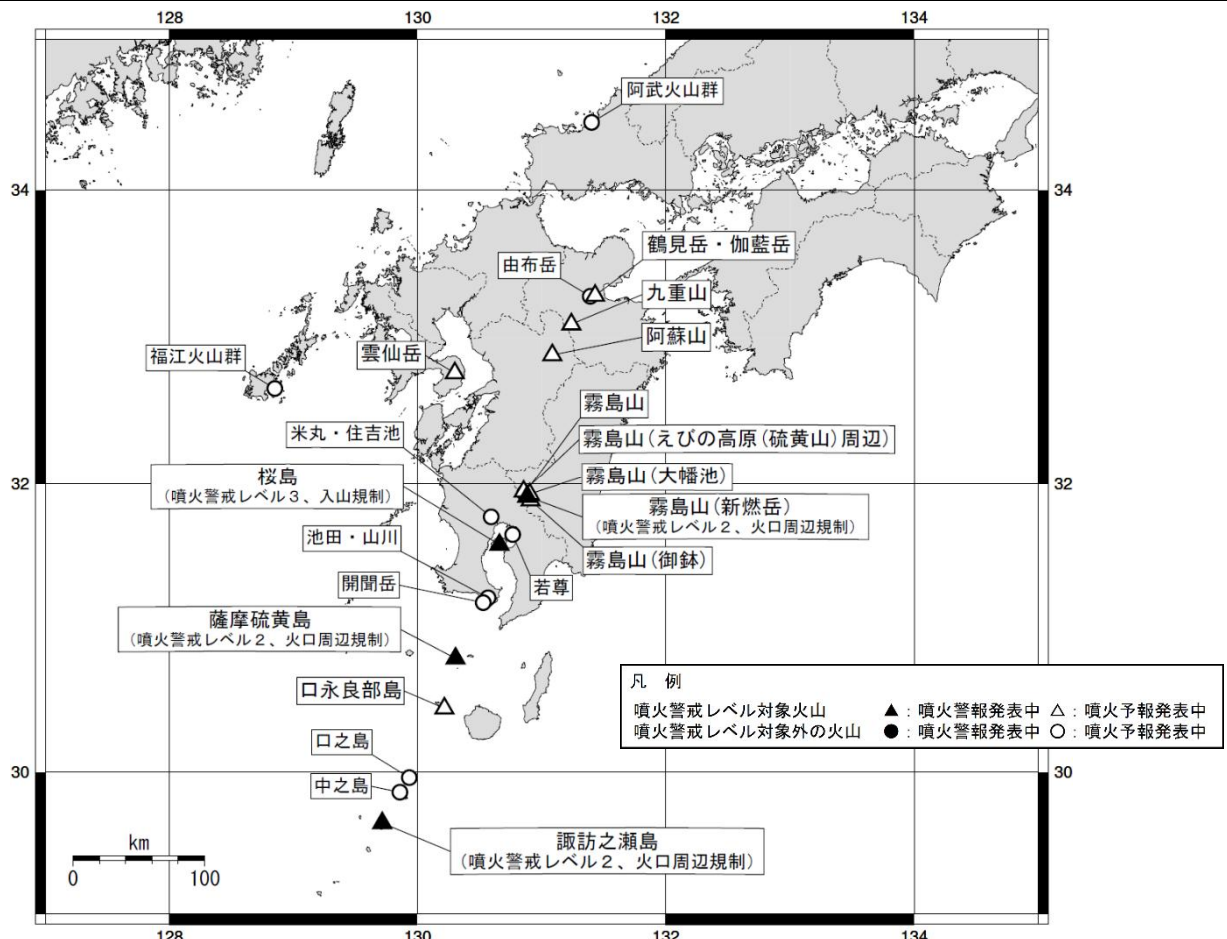 128
130
132
134
阿武火山群
34
34
鶴見岳・伽藍岳
由布岳
九重山
阿蘇山
雲仙岳
福江火山群
霧島山
米丸・住吉池
霧島山(えびの高原(硫黄山)周辺)
桜島
(噴火警戒レベル3、入山規制)
霧島山(大幡池)
32
32
霧島山(新燃岳)
(噴火警戒レベル2、火口周辺規制)
池田・山川
霧島山(御鉢)
開聞岳
若尊
薩摩硫黄島
(噴火警戒レベル2、火口周辺規制)
口永良部島
凡 例
噴火警戒レベル対象火山 ▲:噴火警報発表中 △:噴火予報発表中
噴火警戒レベル対象外の火山 ●:噴火警報発表中 ○:噴火予報発表中
口之島
30
30
中之島
諏訪之瀬島
(噴火警戒レベル2、火口周辺規制)
km
0 100
128
130
132
134